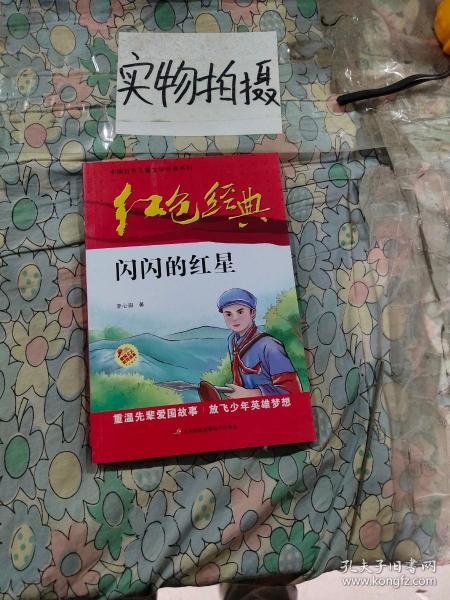 实物拍摄
红色经典
闪闪的红星
李心田 著
重温先辈爱国故事 放飞少年英雄梦想
孔夫子旧书网
www.kongfz.com